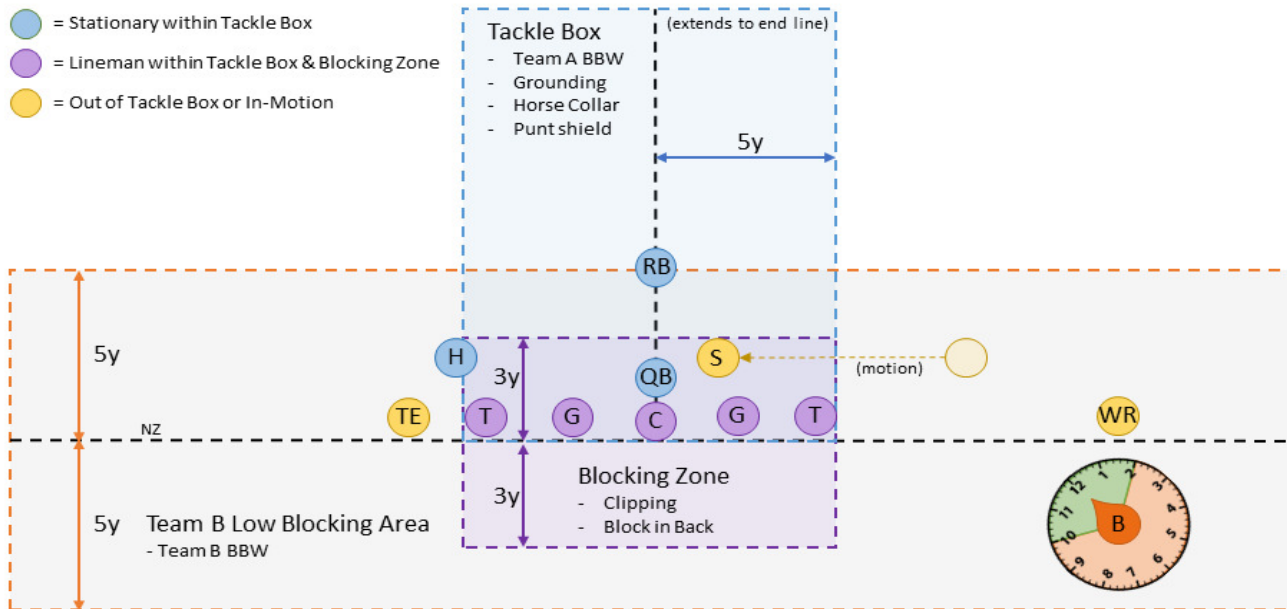 = Stationary within Tackle Box
= Lineman within Tackle Box & Blocking Zone
= Out of Tackle Box or In-Motion
Tackle Box
- Team A BBW
- Grounding
- Horse Collar
- Punt shield
(extends to end line)
5y
RB
5y
H
3y
QB
S
(motion)
TE
T
G
C
G
T
WR
NZ
5y
Team B Low Blocking Area
- Team B BBW
3y
Blocking Zone
- Clipping
- Block in Back
12
1
2
3
4
5
6
7
8
9
10
11
B